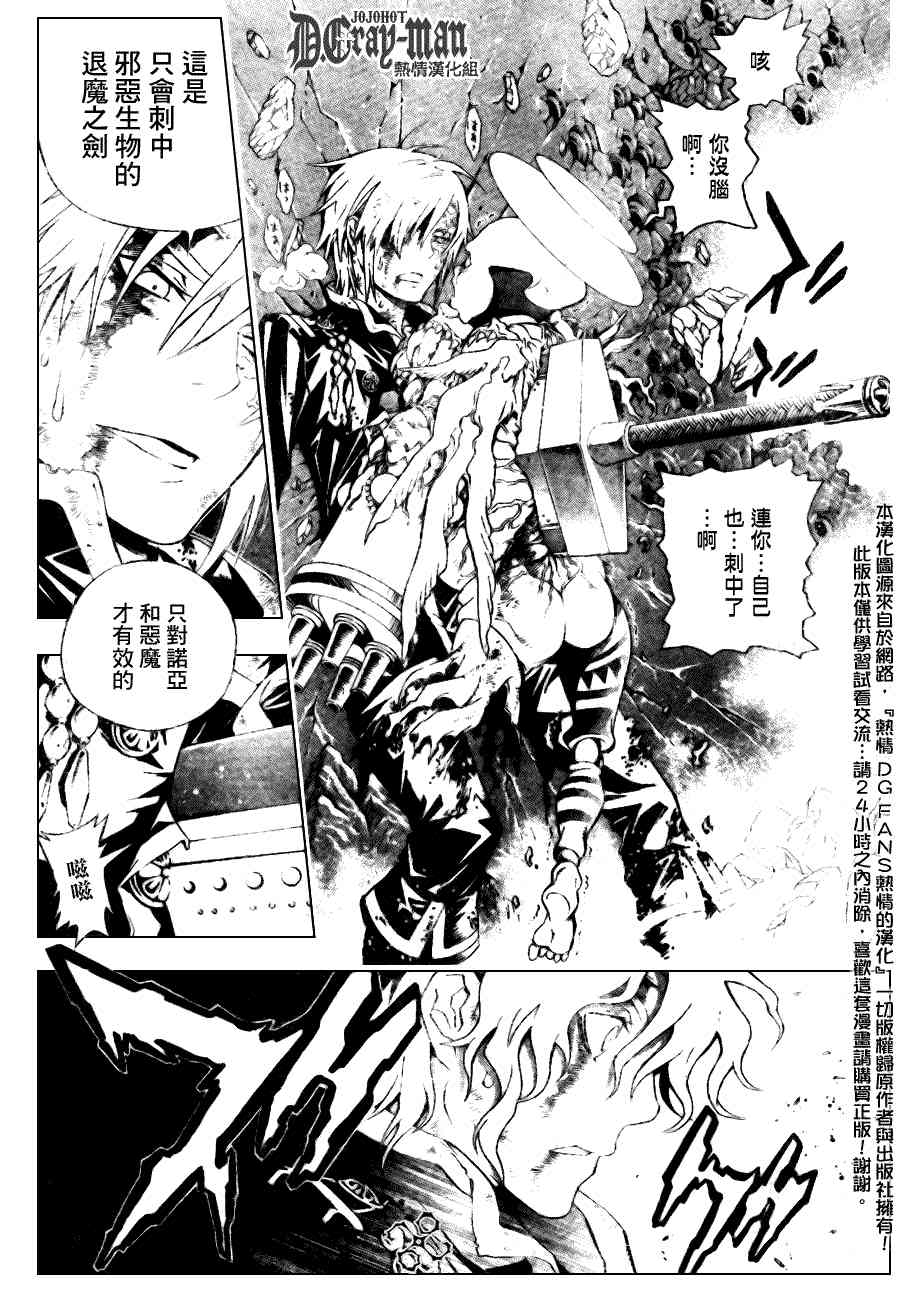 JOJOHOT
D.Gray-man
熱情漢化組
咳
你沒腦
啊…
連你…自己
也…刺中了
…啊
這是
只會刺中
邪惡生物的
退魔之劍
只對諾亞
和惡魔
才有效的
嗞嗞
本漢化圖源來自於網路，『熱情DG FANS熱情的漢化』一切版權歸原作者與出版社擁有！
此版本僅供學習試看交流…請24小時之內消除，喜歡這套漫畫請購買正版！謝謝。